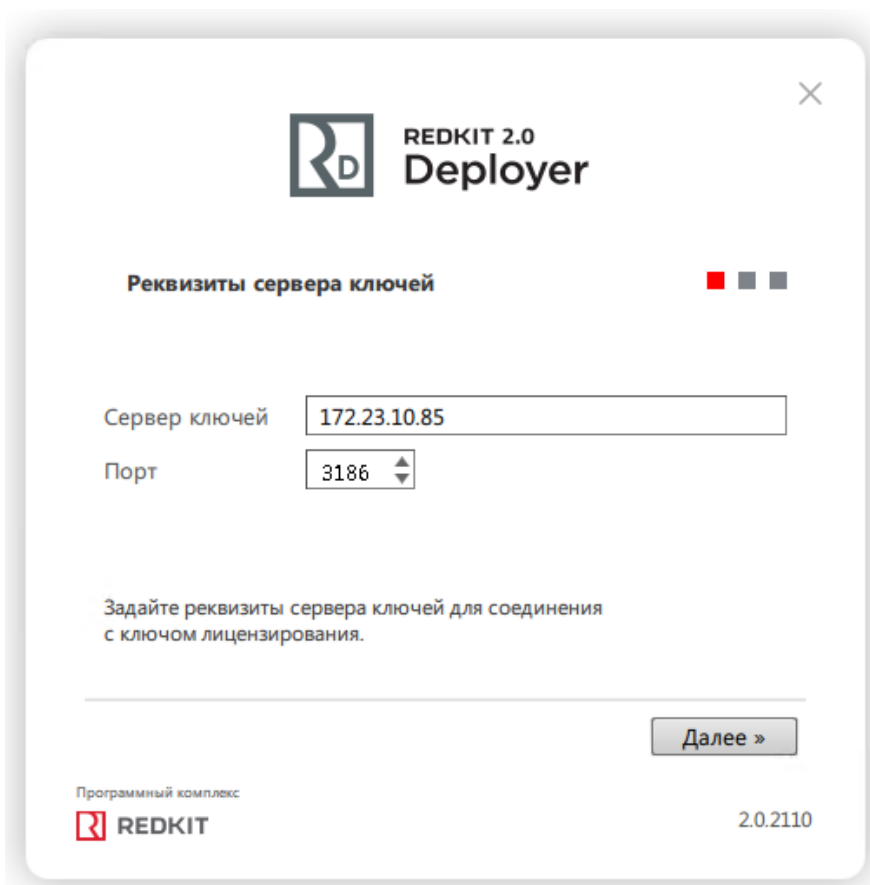 REDKIT 2.0
Deployer
Реквизиты сервера ключей
Сервер ключей 172.23.10.85
Порт 3186
Задайте реквизиты сервера ключей для соединения
с ключом лицензирования.
Далее »
Программный комплекс
REDKIT
2.0.2110